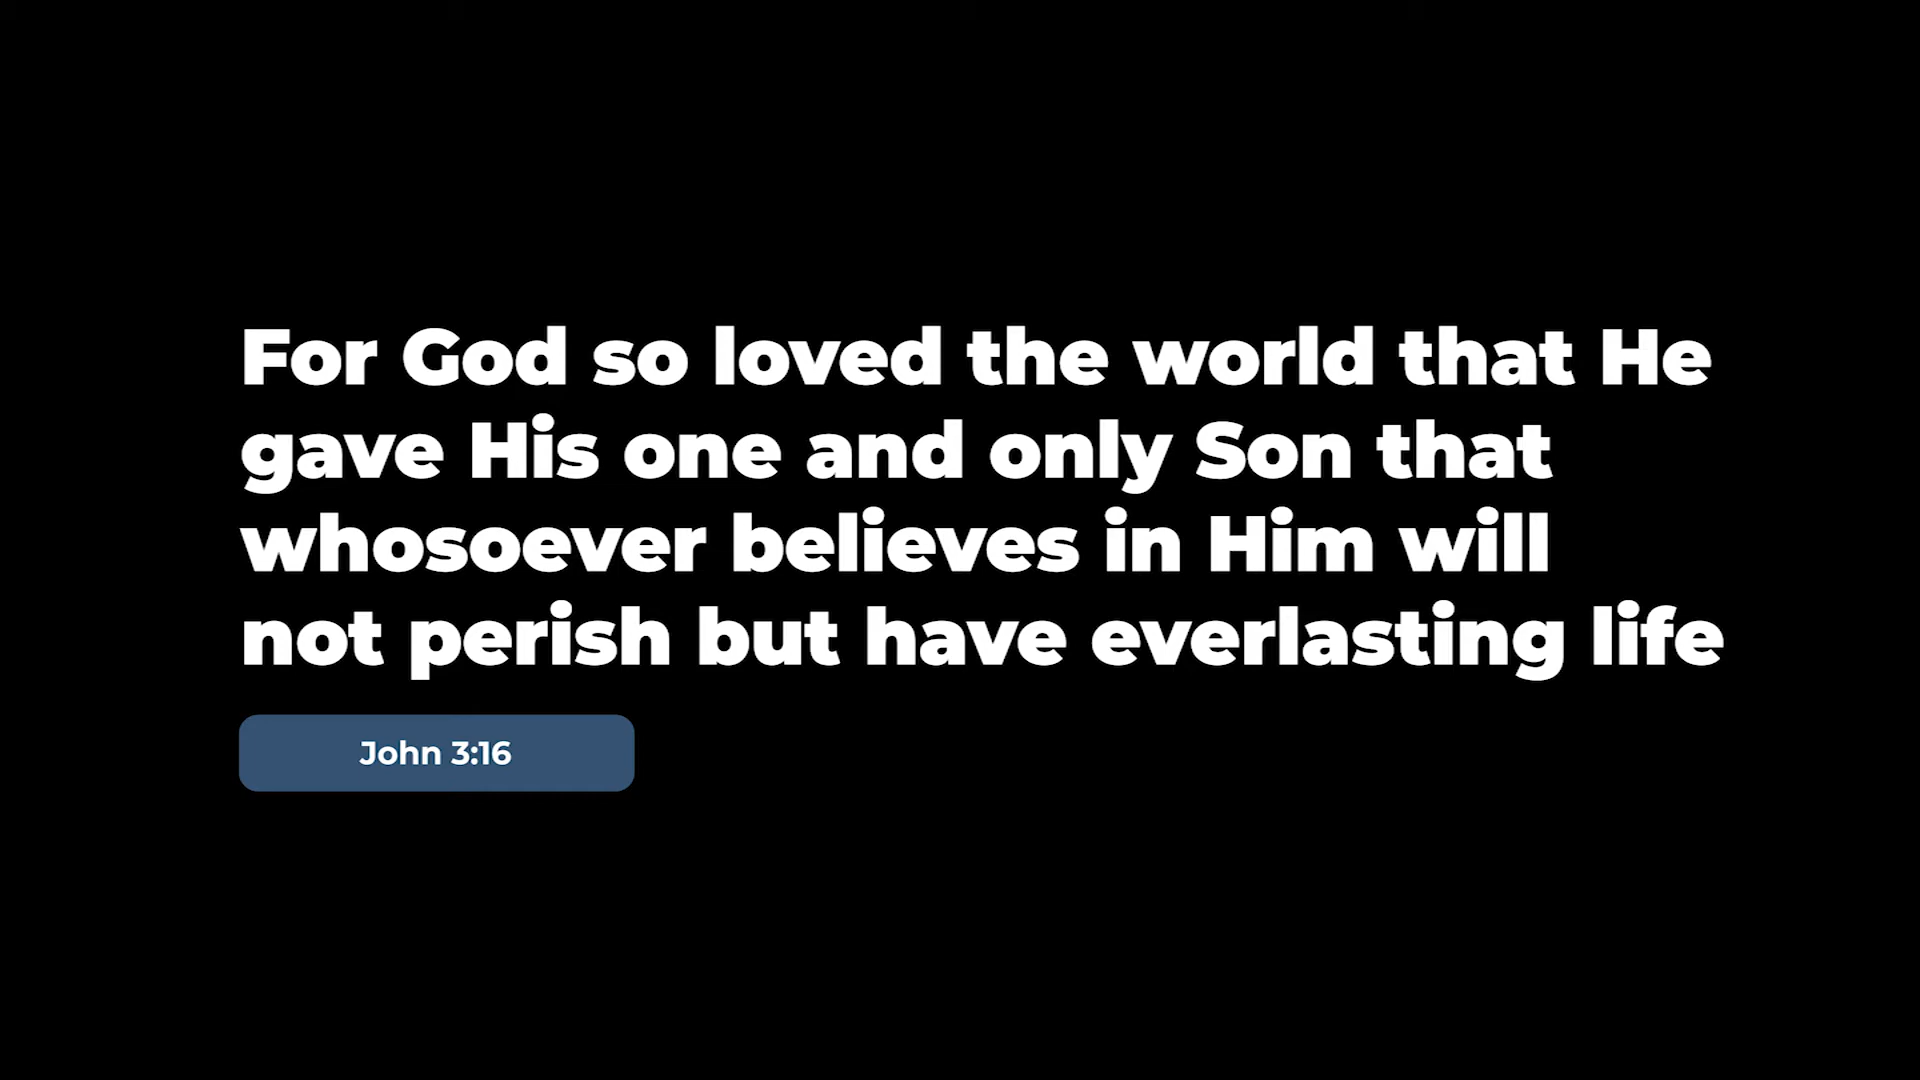 For God so loved the world that He
gave His one and only Son that
whosoever believes in Him will
not perish but have everlasting life
John 3:16